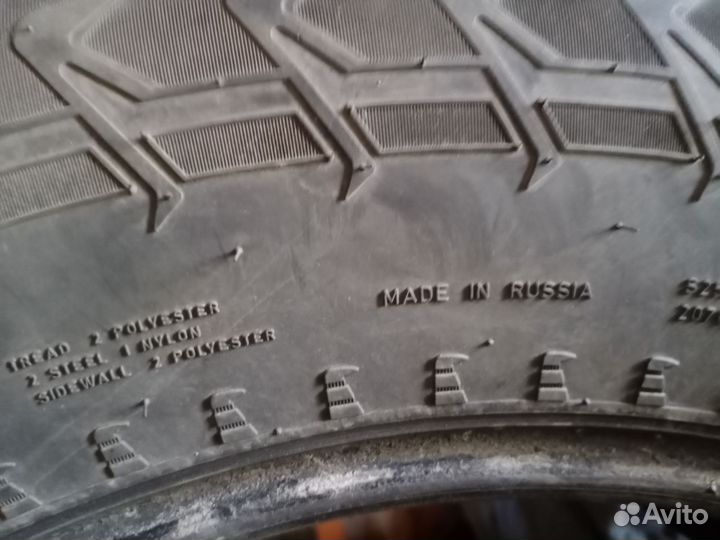 MADE IN RUSSIA
TREAD 2 POLYESTER
2 STEEL 1 NYLON
SIDEWALL 2 POLYESTER
Avito